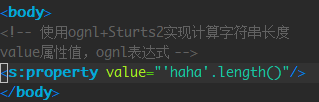 <body>
<!-- 使用ognl+Sturts2实现计算字符串长度
value属性值，ognl表达式 -->
<s:property value="'haha'.length()"/>
</body>